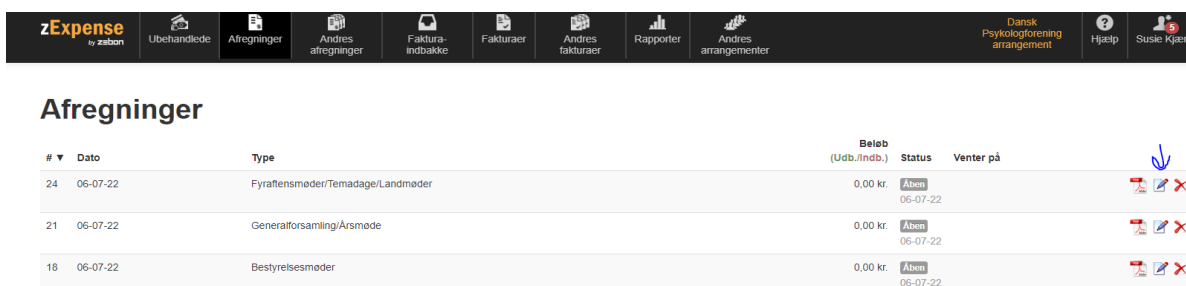 zExpense
by zebon
Ubehandlede
Afregninger
Andres
afregninger
Faktura-
indbakke
Fakturaer
Andres
fakturaer
Rapporter
Andres
arrangementer
Dansk
Psykologforening
arrangement
Hjælp
5
Susie Kjær
Afregninger
# ▼ Dato Type Beløb (Udb./Indb.) Status Venter på
24 06-07-22 Fyraftensmøder/Temadage/Landmøder 0,00 kr. Åben
06-07-22
21 06-07-22 Generalforsamling/Årsmøde 0,00 kr. Åben
06-07-22
18 06-07-22 Bestyrelsesmøder 0,00 kr. Åben
06-07-22